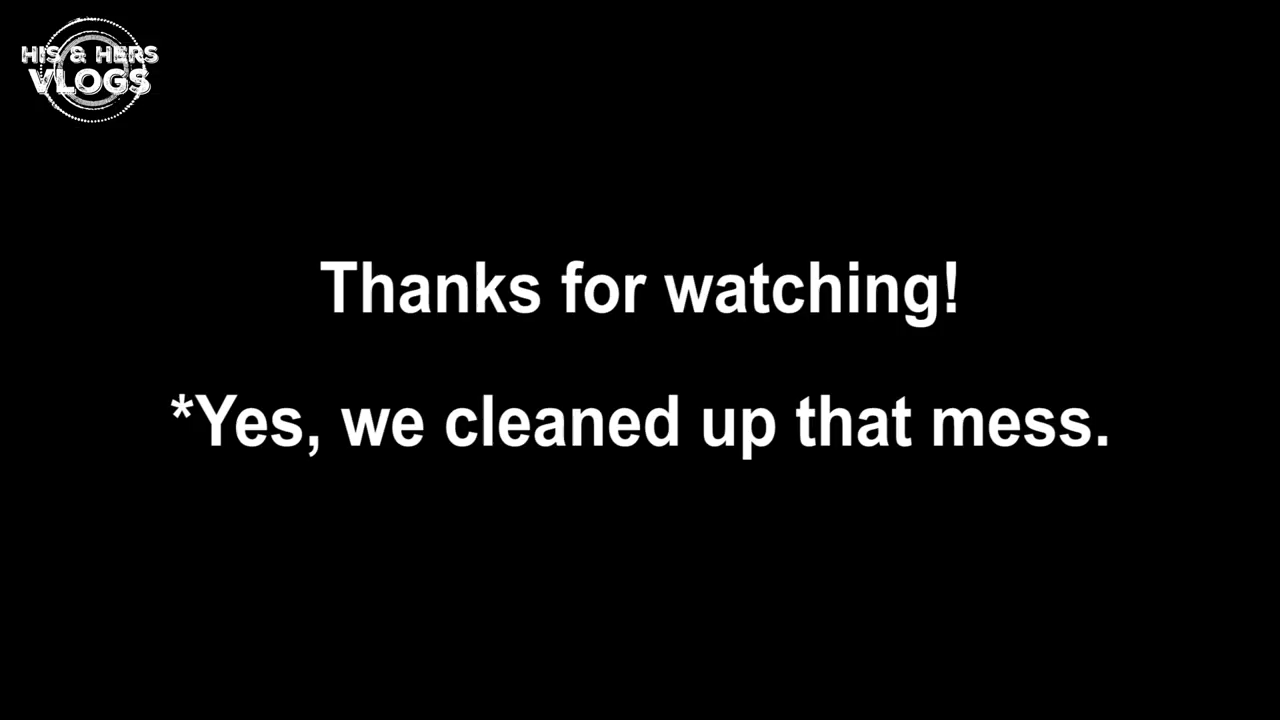 HIS & HERS
VLOGS
Thanks for watching!
*Yes, we cleaned up that mess.